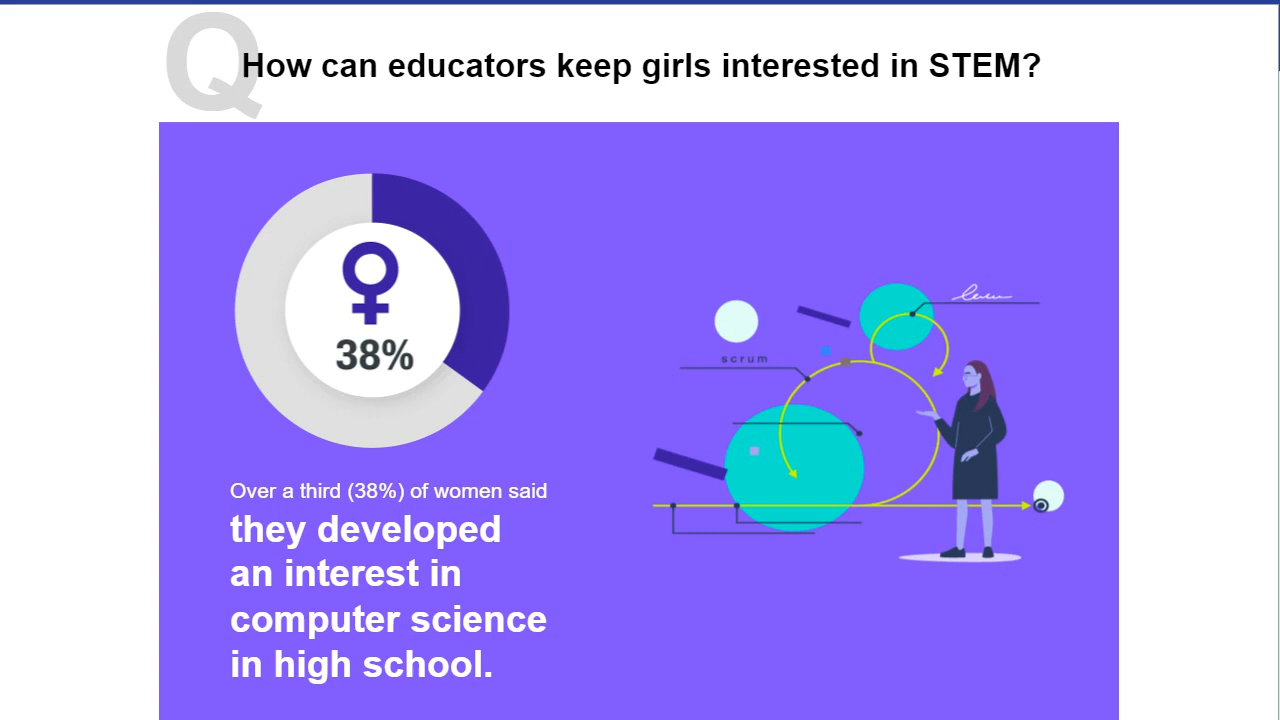 Q
How can educators keep girls interested in STEM?
38%
Over a third (38%) of women said
they developed
an interest in
computer science
in high school.
scrum